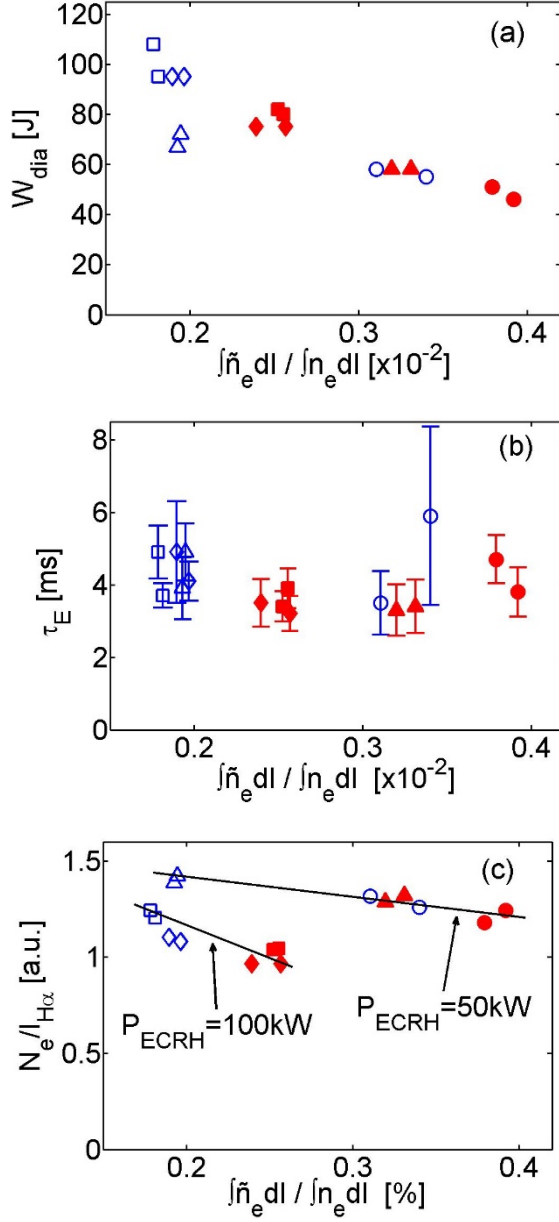 (a)
W_dia [J]
120
100
80
60
40
20
0
0.2 0.3 0.4
∫ñ_e dl / ∫n_e dl [x10^-2]
(b)
τ_E [ms]
8
6
4
2
0
0.2 0.3 0.4
∫ñ_e dl / ∫n_e dl [x10^-2]
(c)
N_e/I_Hα [a.u.]
1.5
1
0.5
0
P_ECRH=100kW
P_ECRH=50kW
0.2 0.3 0.4
∫ñ_e dl / ∫n_e dl [%]